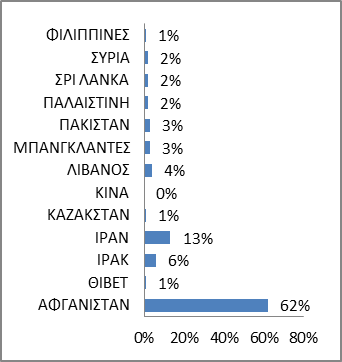 ΦΙΛΙΠΠΙΝΕΣ 1%
ΣΥΡΙΑ 2%
ΣΡΙ ΛΑΝΚΑ 2%
ΠΑΛΑΙΣΤΙΝΗ 2%
ΠΑΚΙΣΤΑΝ 3%
ΜΠΑΝΓΚΛΑΝΤΕΣ 3%
ΛΙΒΑΝΟΣ 4%
ΚΙΝΑ 0%
ΚΑΖΑΚΣΤΑΝ 1%
ΙΡΑΝ 13%
ΙΡΑΚ 6%
ΘΙΒΕΤ 1%
ΑΦΓΑΝΙΣΤΑΝ 62%
0% 20% 40% 60% 80%